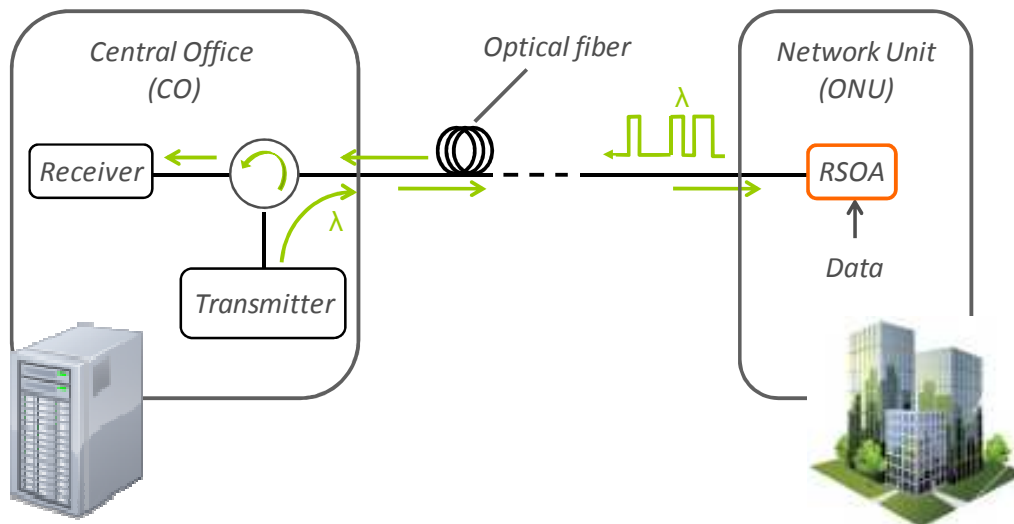 Central Office
(CO)
Optical fiber
Network Unit
(ONU)
λ
Receiver
RSOA
λ
Data
Transmitter